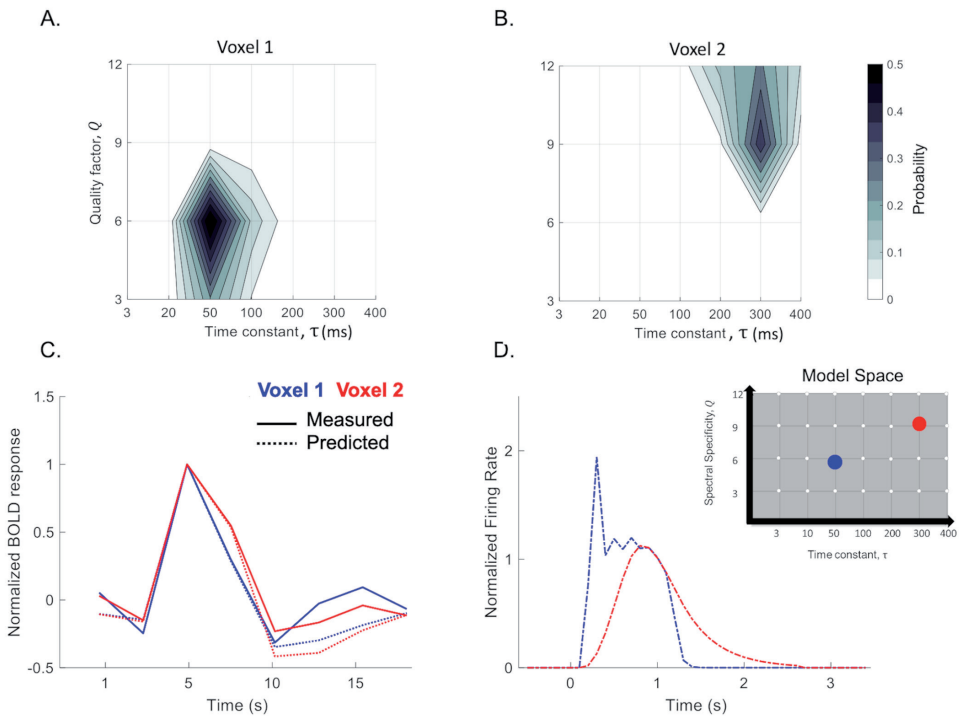 A.
Voxel 1
Quality factor, Q
12
9
6
3
3 20 50 100 200 300 400
Time constant, τ (ms)
B.
Voxel 2
12
9
6
3
3 20 50 100 200 300 400
Time constant, τ (ms)
0.5
0.4
0.3
0.2
0.1
0
Probability
C.
Voxel 1 Voxel 2
Measured
Predicted
Normalized BOLD response
1.5
1
0.5
0
-0.5
1 5 10 15
Time (s)
D.
Normalized Firing Rate
2
1
0
0 1 2 3
Time (s)
Model Space
Spectral Specificity, Q
12
9
6
3
3 10 50 100 200 300 400
Time constant, τ